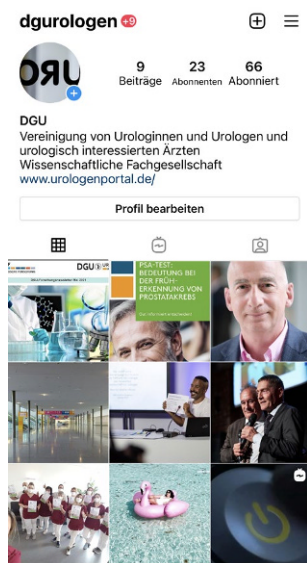 dgurologen +9
9 23 66
Beiträge Abonnenten Abonniert
DGU
Vereinigung von Urologinnen und Urologen und
urologisch interessierten Ärzten
Wissenschaftliche Fachgesellschaft
www.urologenportal.de/
Profil bearbeiten
DGU
PSA-TEST:
BEDEUTUNG BEI
DER FRÜH-
ERKENNUNG VON
PROSTATAKREBS